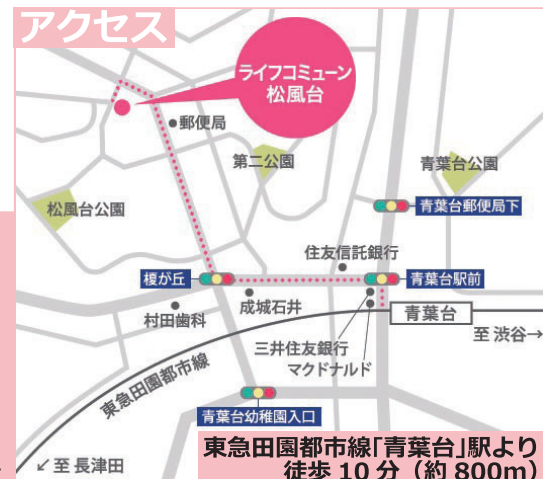 アクセス
ライフコミューン
松風台
郵便局
第二公園
青葉台公園
松風台公園
青葉台郵便局下
住友信託銀行
榎が丘
青葉台駅前
成城石井
村田歯科
青葉台
三井住友銀行
マクドナルド
至 渋谷→
東急田園都市線
青葉台幼稚園入口
↙至 長津田
東急田園都市線「青葉台」駅より
徒歩 10 分（約 800m）